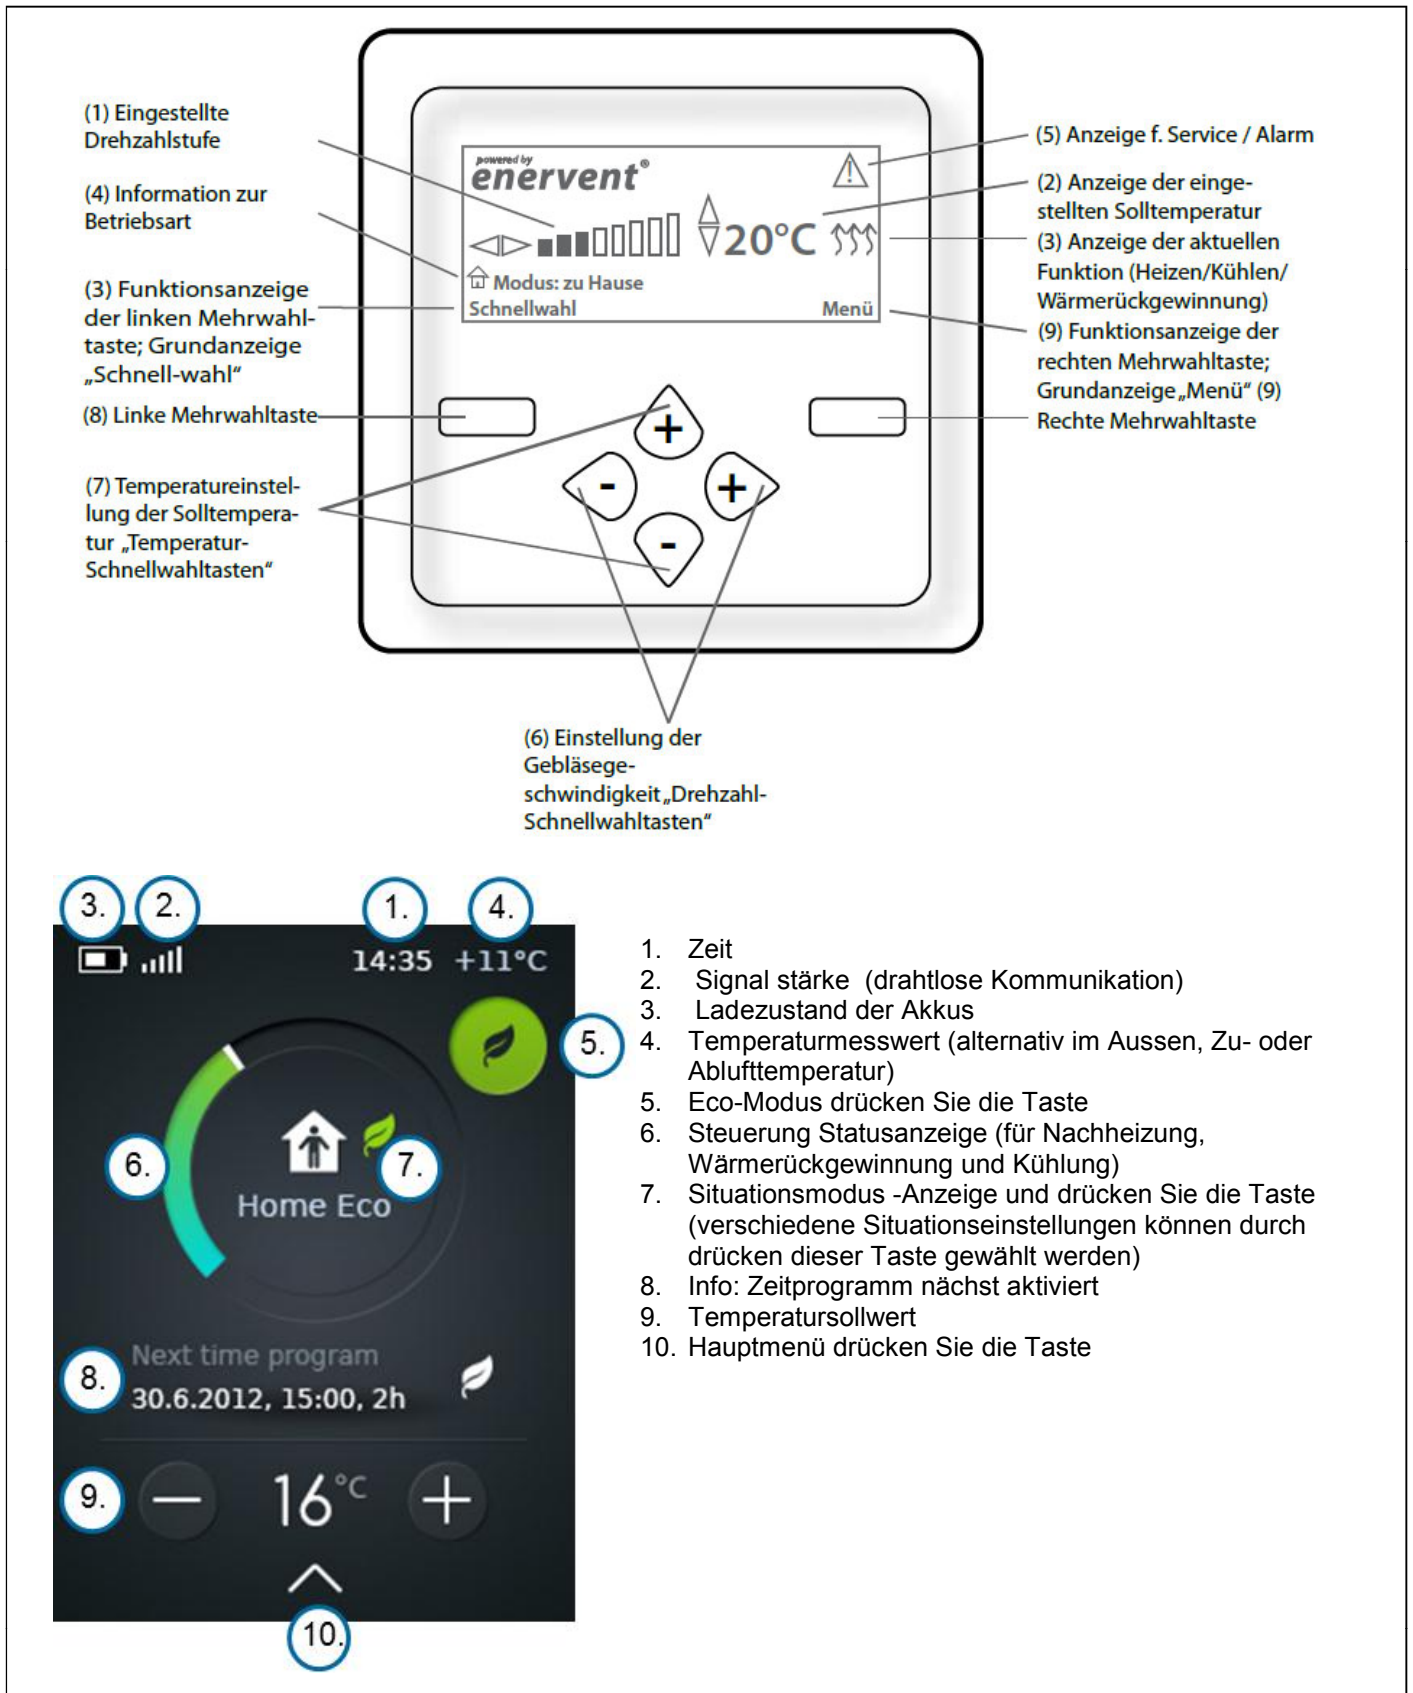 (1) Eingestellte
Drehzahlstufe
(4) Information zur
Betriebsart
(3) Funktionsanzeige
der linken Mehrwahl-
taste; Grundanzeige
„Schnell-wahl“
(8) Linke Mehrwahltaste
(7) Temperatureinstel-
lung der Solltempera-
tur „Temperatur-
Schnellwahltasten“
powered by
enervent®
20°C
Modus: zu Hause
Schnellwahl
Menü
+
-
+
-
(5) Anzeige f. Service / Alarm
(2) Anzeige der einge-
stellten Solltemperatur
(3) Anzeige der aktuellen
Funktion (Heizen/Kühlen/
Wärmerückgewinnung)
(9) Funktionsanzeige der
rechten Mehrwahltaste;
Grundanzeige „Menü“ (9)
Rechte Mehrwahltaste
(6) Einstellung der
Gebläsege-
schwindigkeit „Drehzahl-
Schnellwahltasten“
3. 2. 1. 4.
14:35 +11°C
5.
6.
7.
Home Eco
8.
Next time program
30.6.2012, 15:00, 2h
9.
16°C
10.
1. Zeit
2. Signal stärke (drahtlose Kommunikation)
3. Ladezustand der Akkus
4. Temperaturmesswert (alternativ im Aussen, Zu- oder
Ablufttemperatur)
5. Eco-Modus drücken Sie die Taste
6. Steuerung Statusanzeige (für Nachheizung,
Wärmerückgewinnung und Kühlung)
7. Situationsmodus -Anzeige und drücken Sie die Taste
(verschiedene Situationseinstellungen können durch
drücken dieser Taste gewählt werden)
8. Info: Zeitprogramm nächst aktiviert
9. Temperatursollwert
10. Hauptmenü drücken Sie die Taste